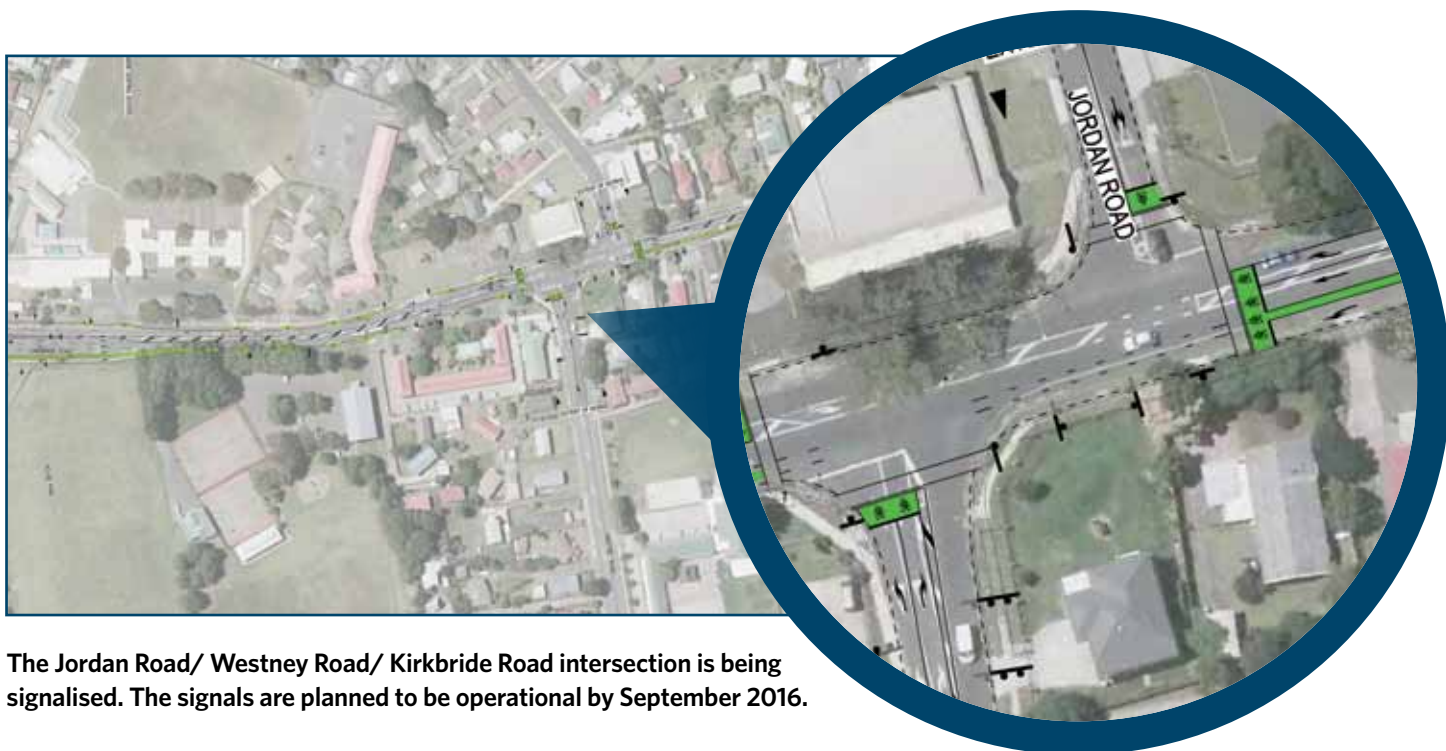 JORDAN ROAD
The Jordan Road/ Westney Road/ Kirkbride Road intersection is being
signalised. The signals are planned to be operational by September 2016.